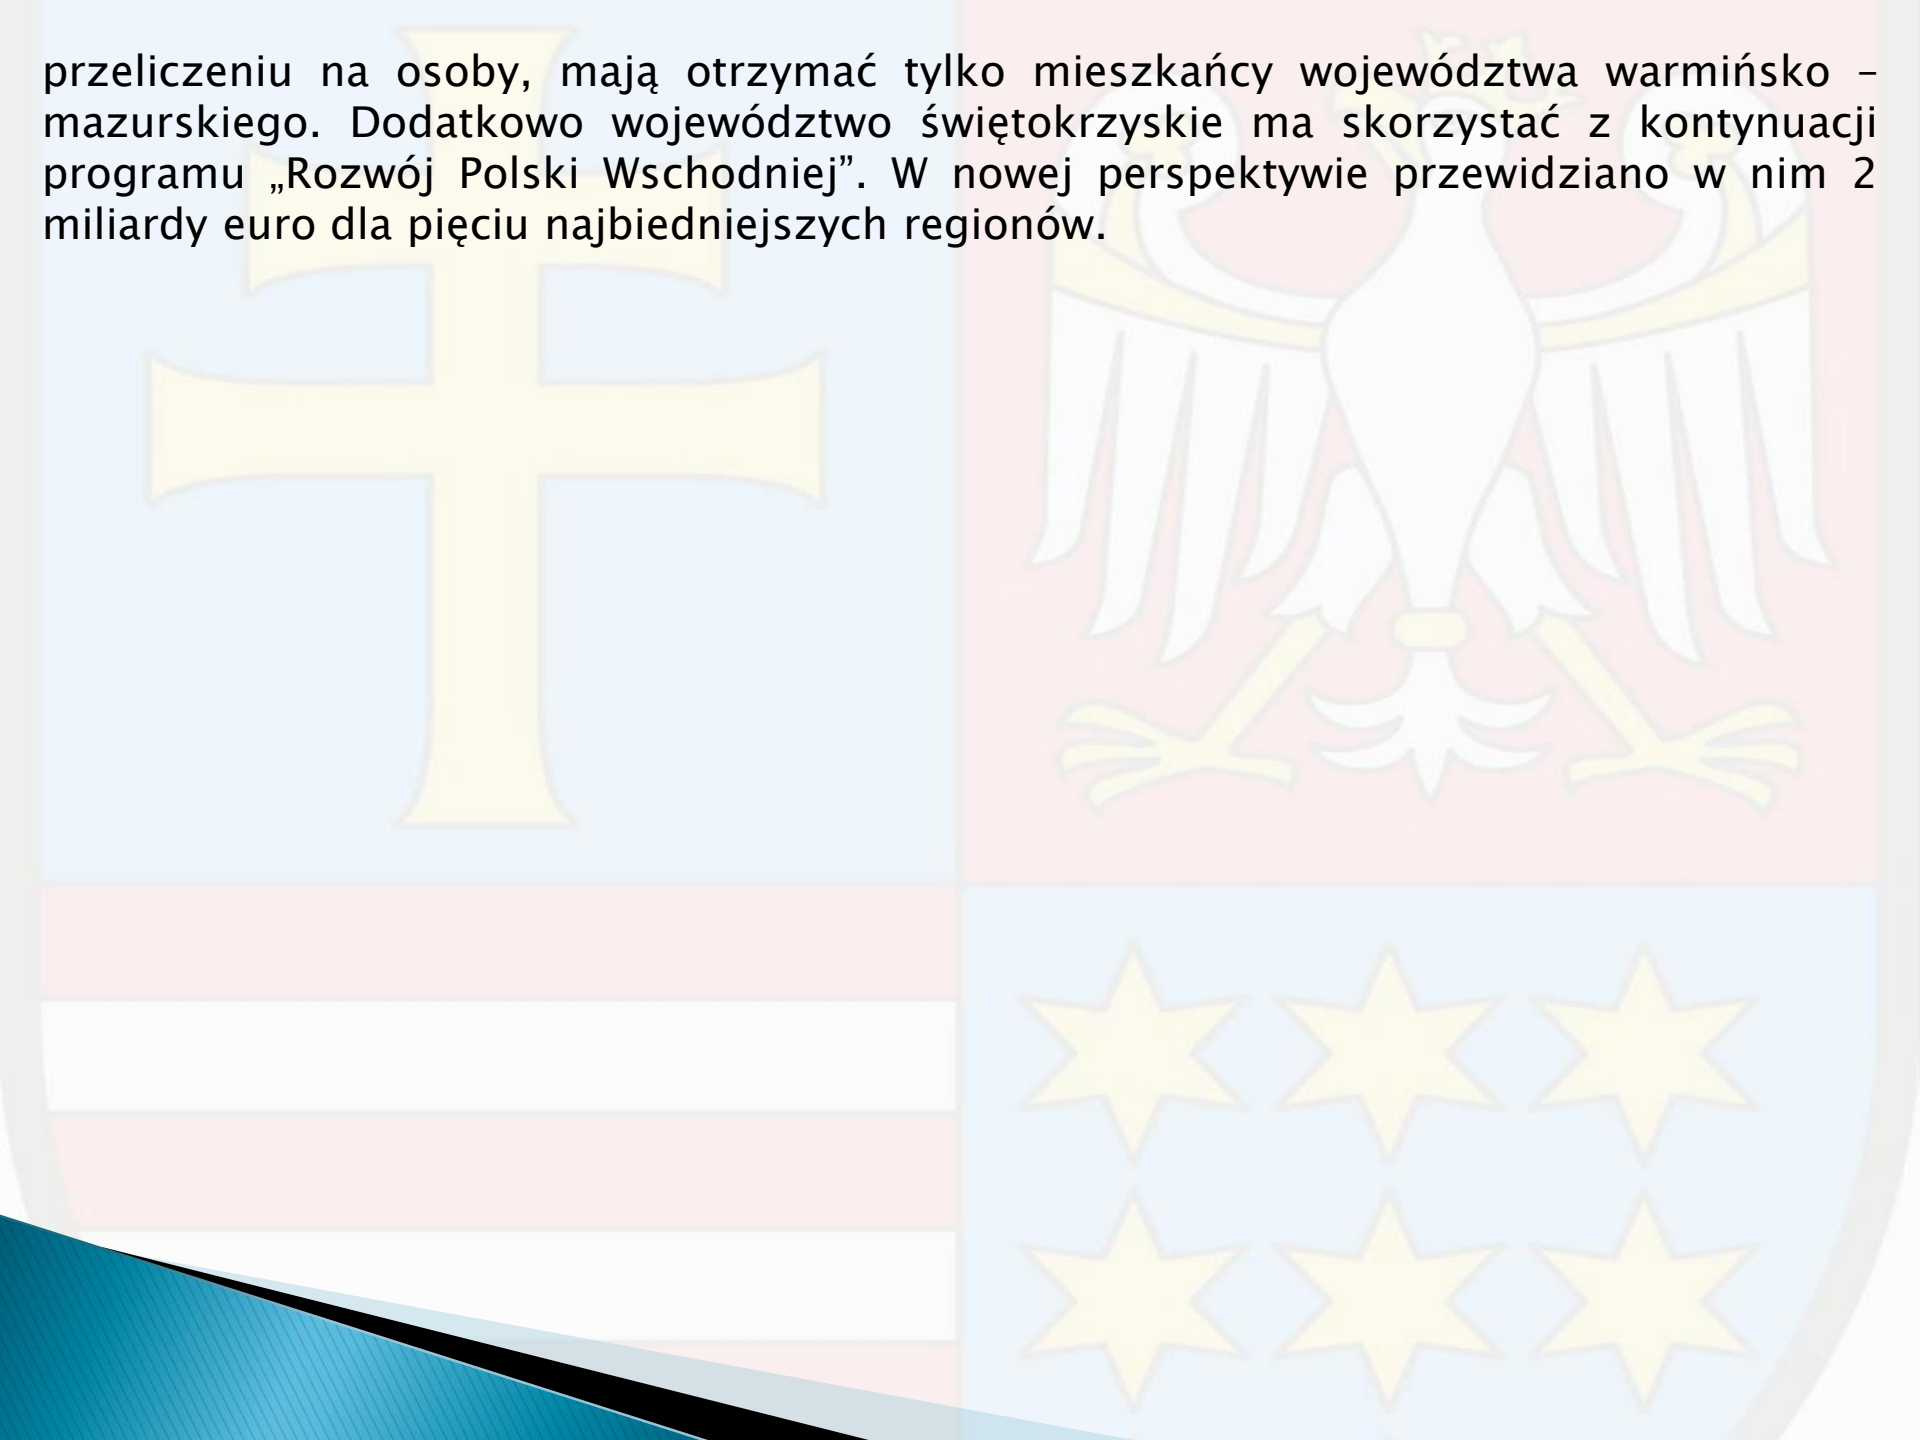 przeliczeniu na osoby, mają otrzymać tylko mieszkańcy województwa warmińsko –
mazurskiego. Dodatkowo województwo świętokrzyskie ma skorzystać z kontynuacji
programu „Rozwój Polski Wschodniej”. W nowej perspektywie przewidziano w nim 2
miliardy euro dla pięciu najbiedniejszych regionów.